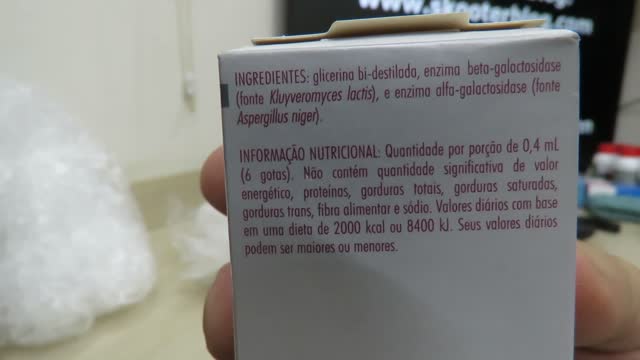 www.skooterblog.com
INGREDIENTES: glicerina bi-destilada, enzima beta-galactosidase
(fonte Kluyveromyces lactis), e enzima alfa-galactosidase (fonte
Aspergillus niger).
INFORMAÇÃO NUTRICIONAL: Quantidade por porção de 0,4 mL
(6 gotas). Não contém quantidade significativa de valor
energético, proteínas, gorduras totais, gorduras saturadas,
gorduras trans, fibra alimentar e sódio. Valores diários com base
em uma dieta de 2000 kcal ou 8400 kJ. Seus valores diários
podem ser maiores ou menores.